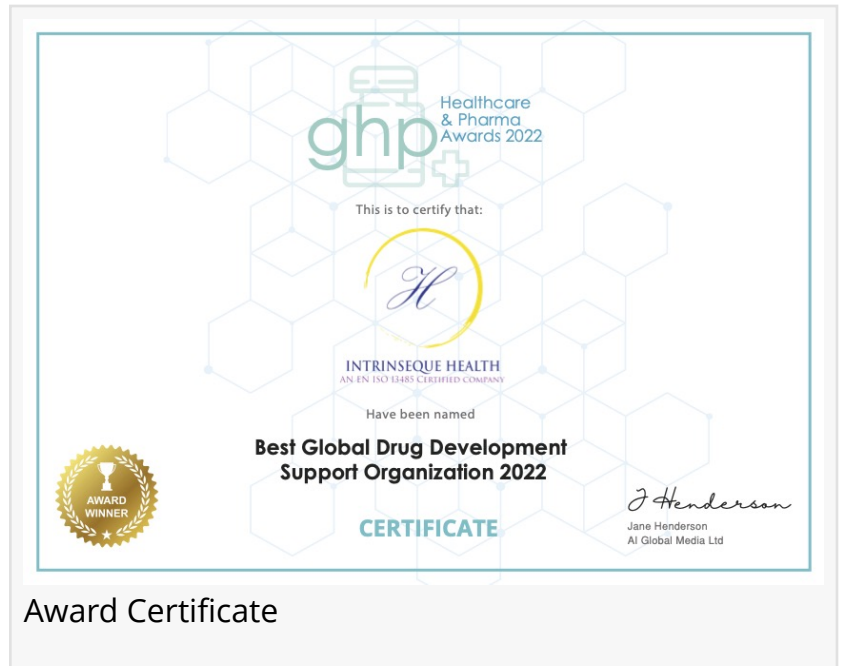 ghp
Healthcare
& Pharma
Awards 2022
This is to certify that:
H
INTRINSEQUE HEALTH
AN EN ISO 13485 CERTIFIED COMPANY
Have been named
Best Global Drug Development
Support Organization 2022
AWARD
WINNER
CERTIFICATE
J Henderson
Jane Henderson
AI Global Media Ltd
Award Certificate